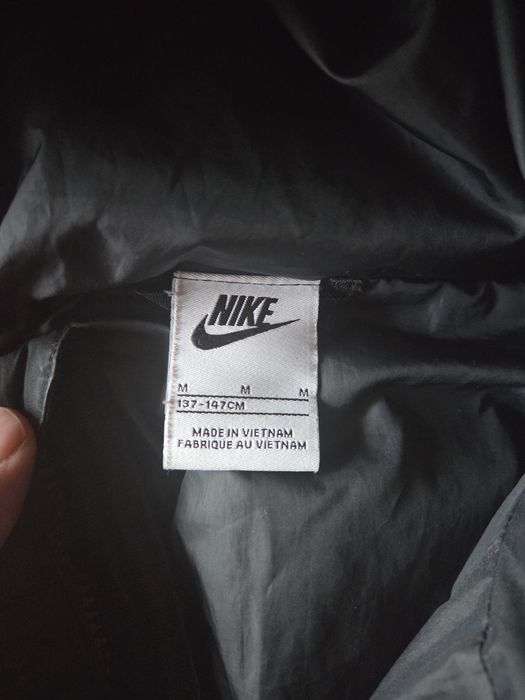 NIKE
M M M
137-147CM
MADE IN VIETNAM
FABRIQUE AU VIETNAM